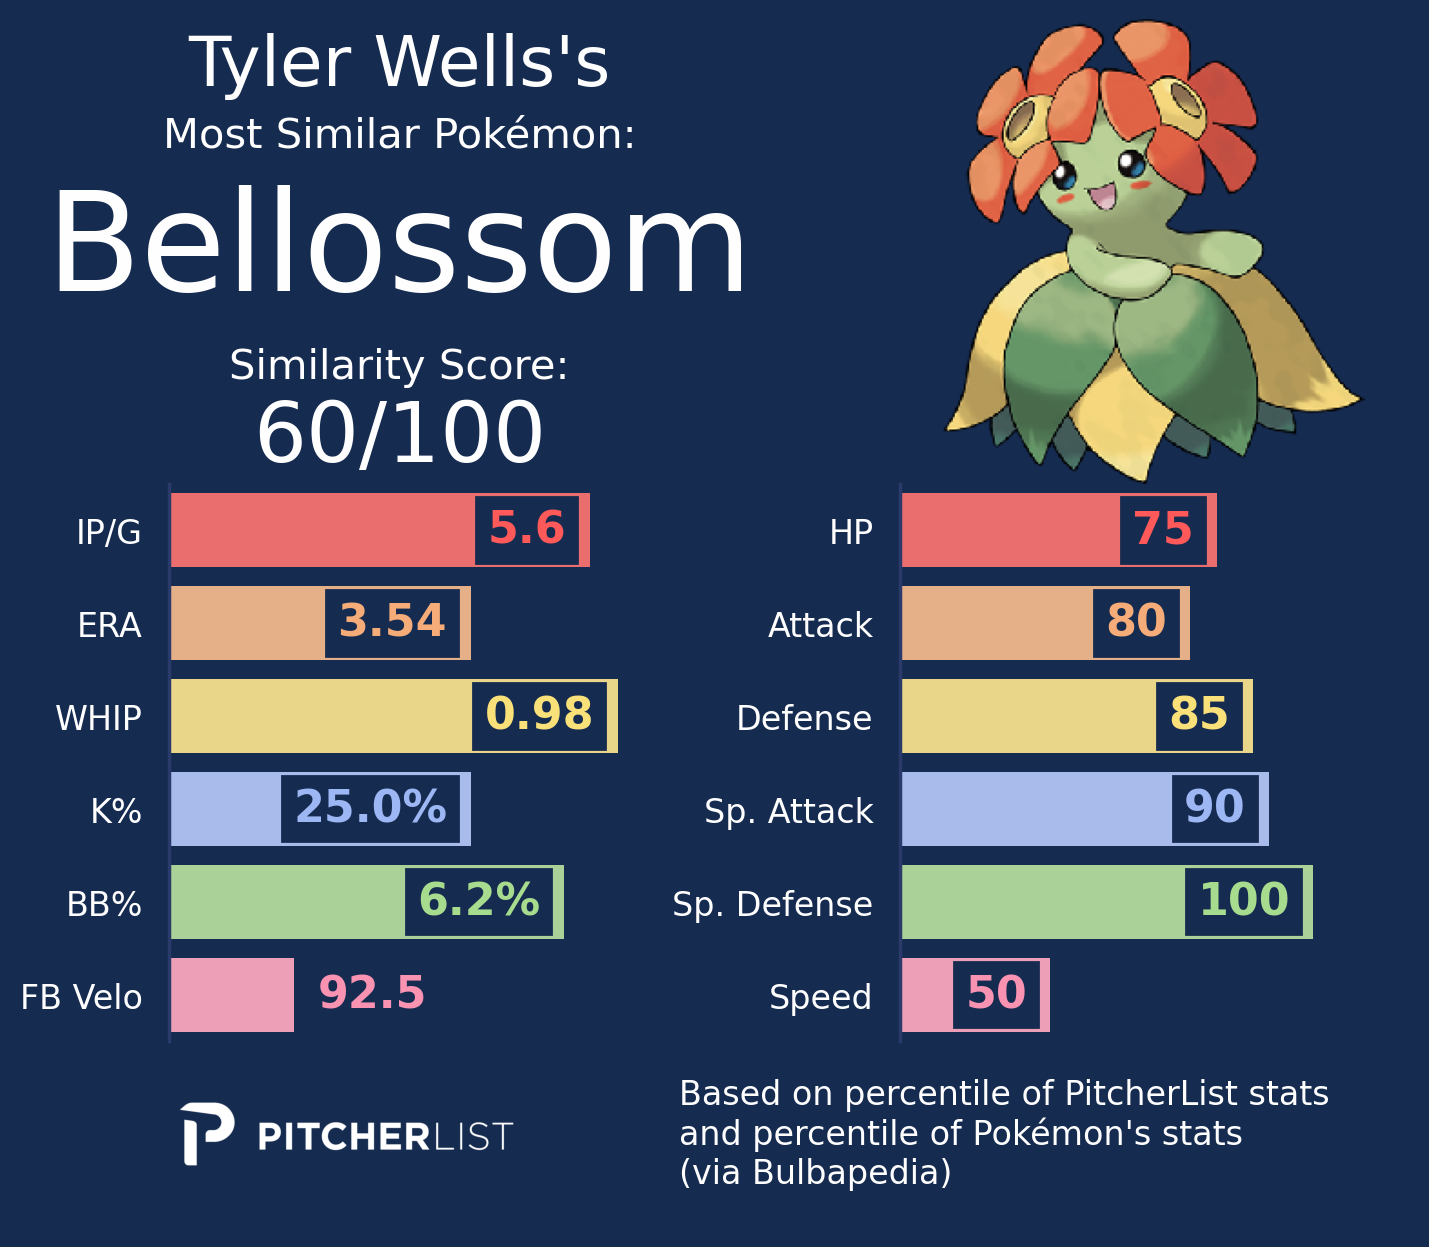 Tyler Wells's
Most Similar Pokémon:
Bellossom
Similarity Score:
60/100
IP/G 5.6
ERA 3.54
WHIP 0.98
K% 25.0%
BB% 6.2%
FB Velo 92.5
HP 75
Attack 80
Defense 85
Sp. Attack 90
Sp. Defense 100
Speed 50
PITCHERLIST
Based on percentile of PitcherList stats
and percentile of Pokémon's stats
(via Bulbapedia)